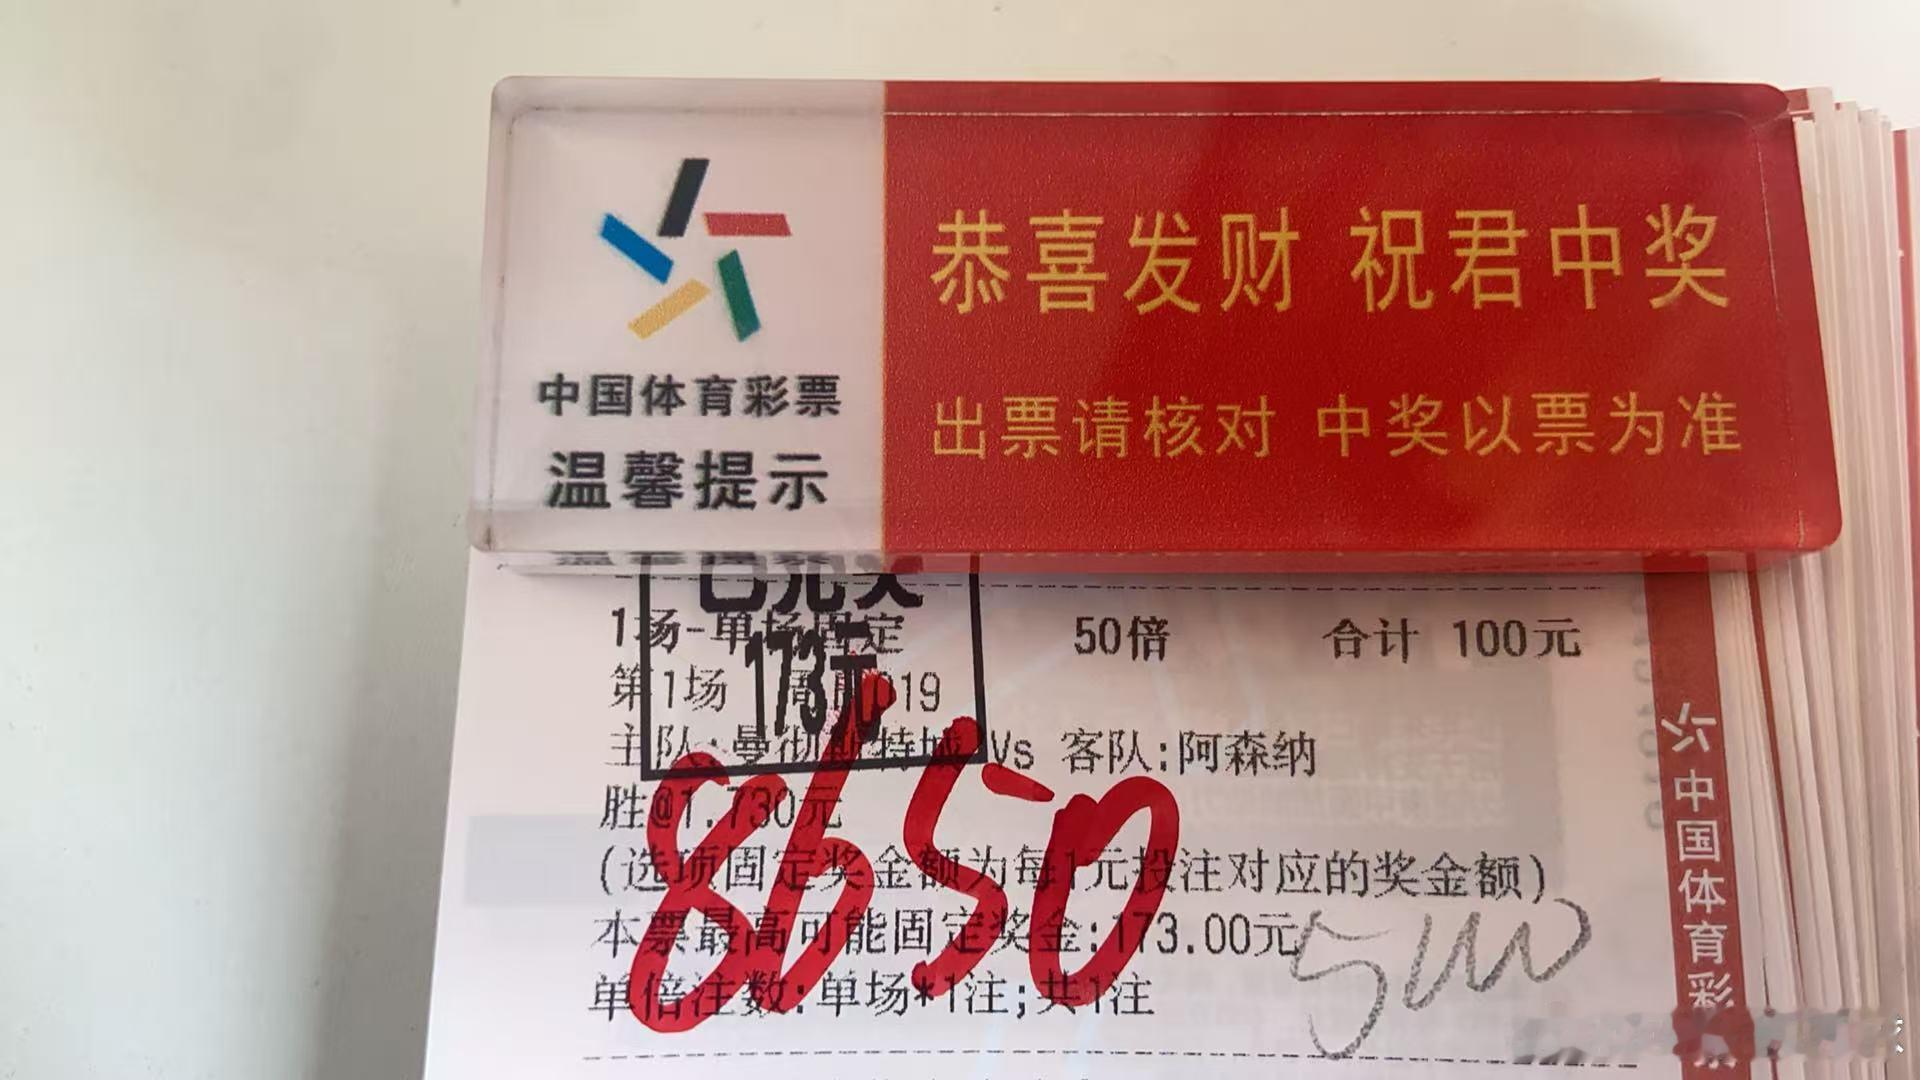 恭喜发财 祝君中奖
出票请核对 中奖以票为准
中国体育彩票
温馨提示
已兑奖
173元
1场-单场固定 50倍 合计 100元
第1场 周 019
主队:曼彻斯特城 Vs 客队:阿森纳
胜@1.730元
(选项固定奖金额为每1元投注对应的奖金额)
本票最高可能固定奖金:173.00元
单倍注数:单场*1注;共1注
8650
5000
中国体育彩